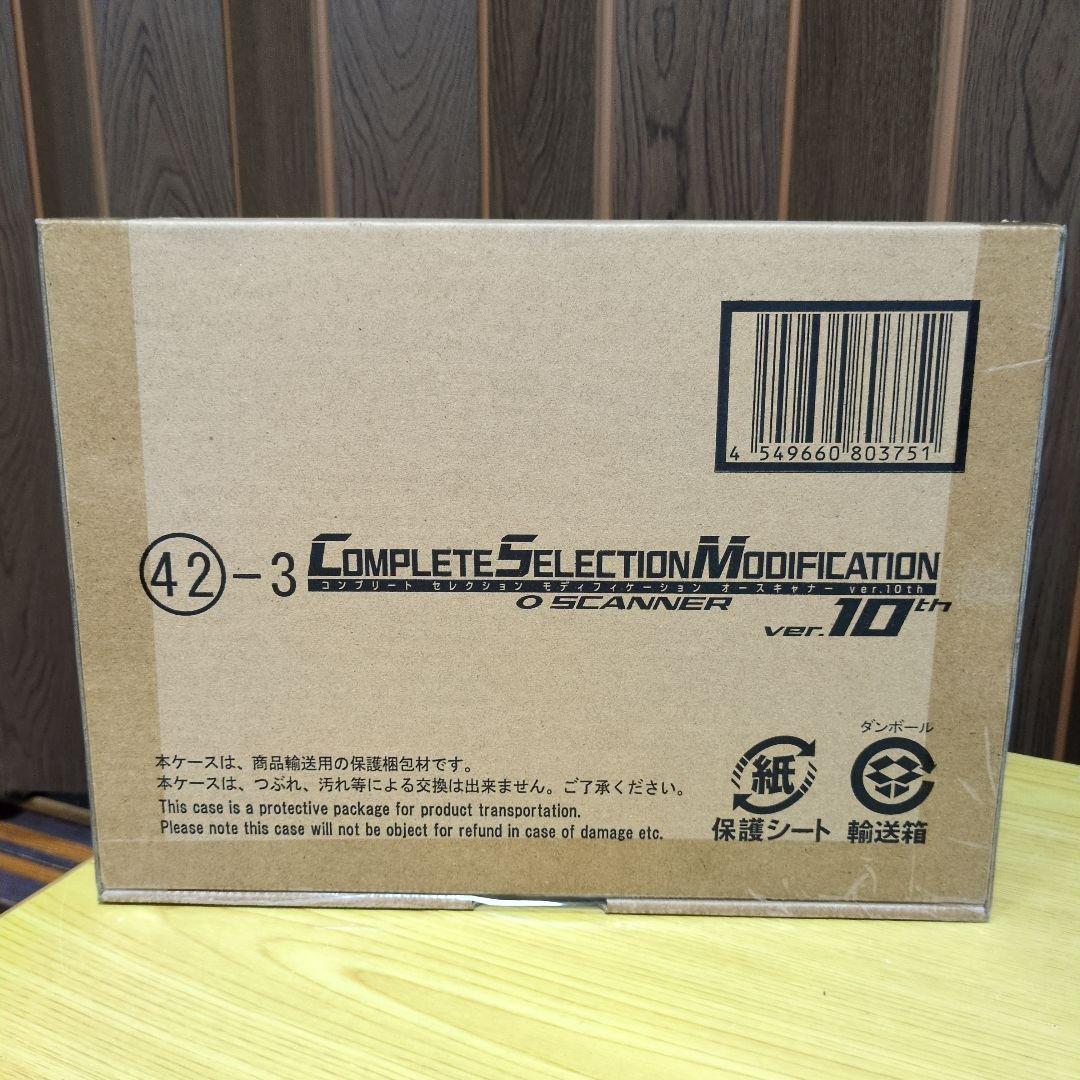 4 549660 803751
㊷-3 COMPLETE SELECTION MODIFICATION
コンプリート セレクション モディフィケーション オースキャナー ver.10th
O SCANNER
ver.10th
ダンボール
紙
保護シート 輸送箱
本ケースは、商品輸送用の保護梱包材です。
本ケースは、つぶれ、汚れ等による交換は出来ません。ご了承ください。
This case is a protective package for product transportation.
Please note this case will not be object for refund in case of damage etc.